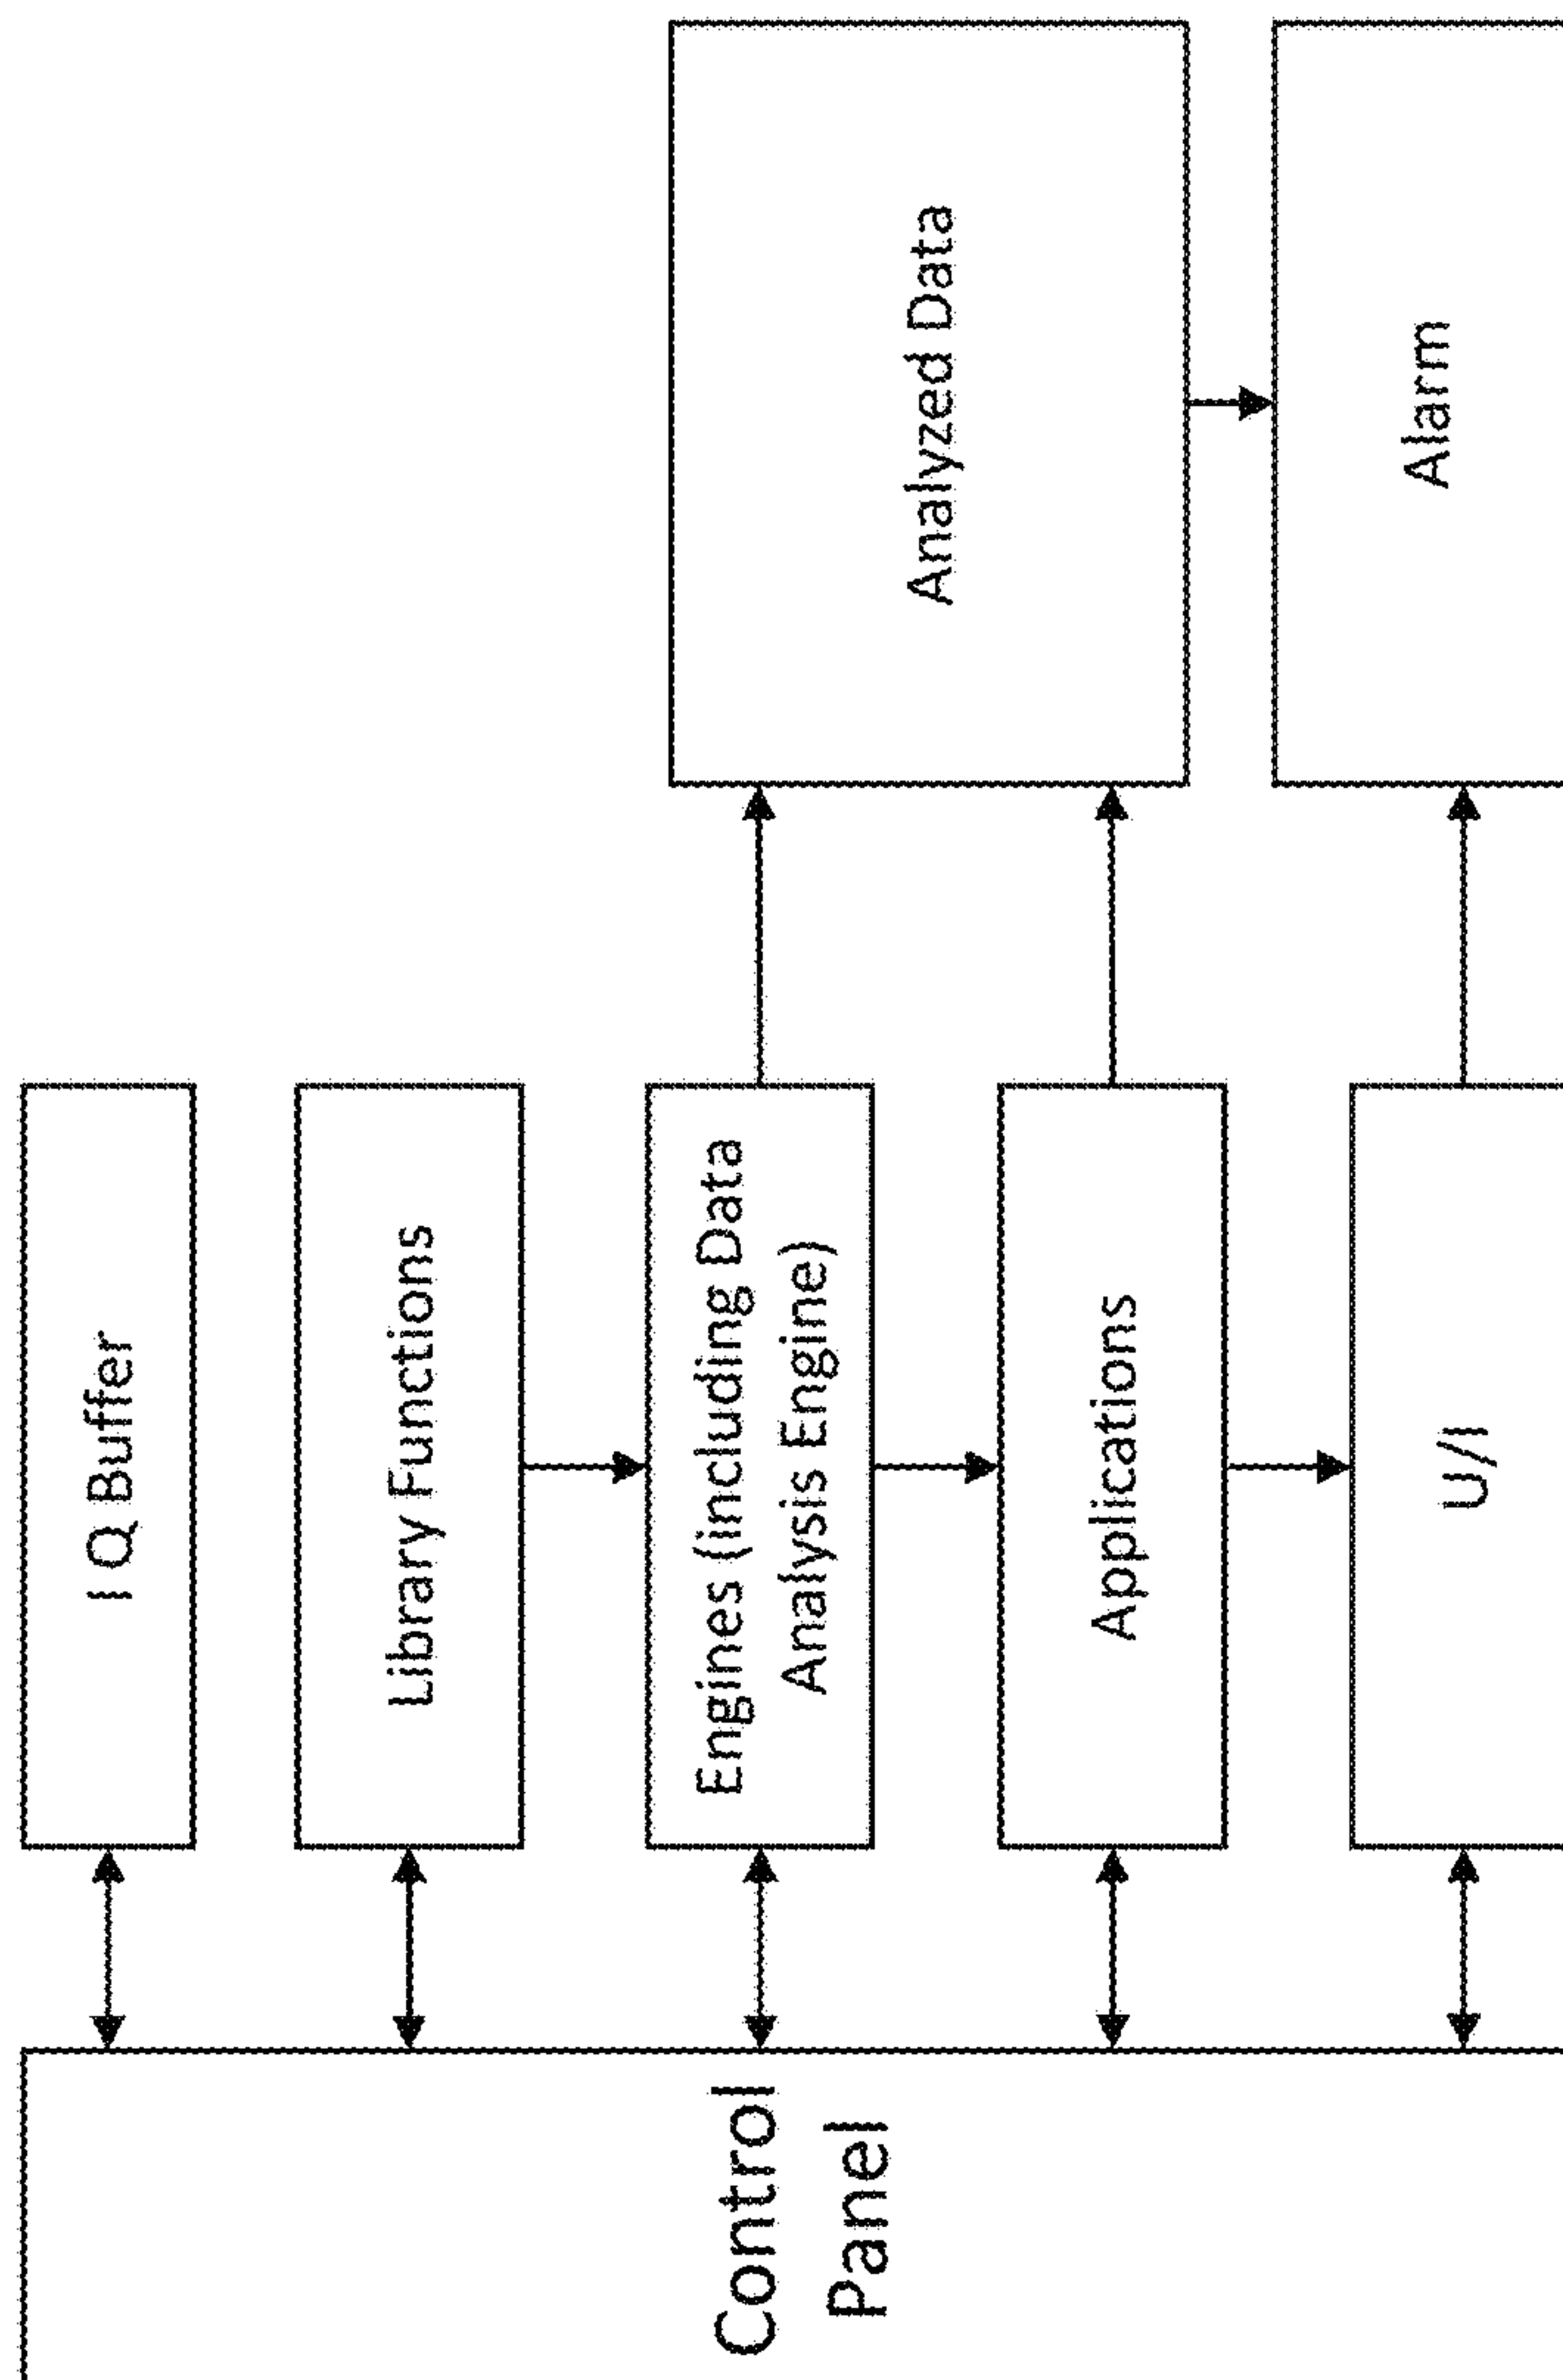 I Q Buffer
Library Functions
Engines (including Data
Analysis Engine)
Applications
U/I
Analyzed Data
Alarm
Control
Panel